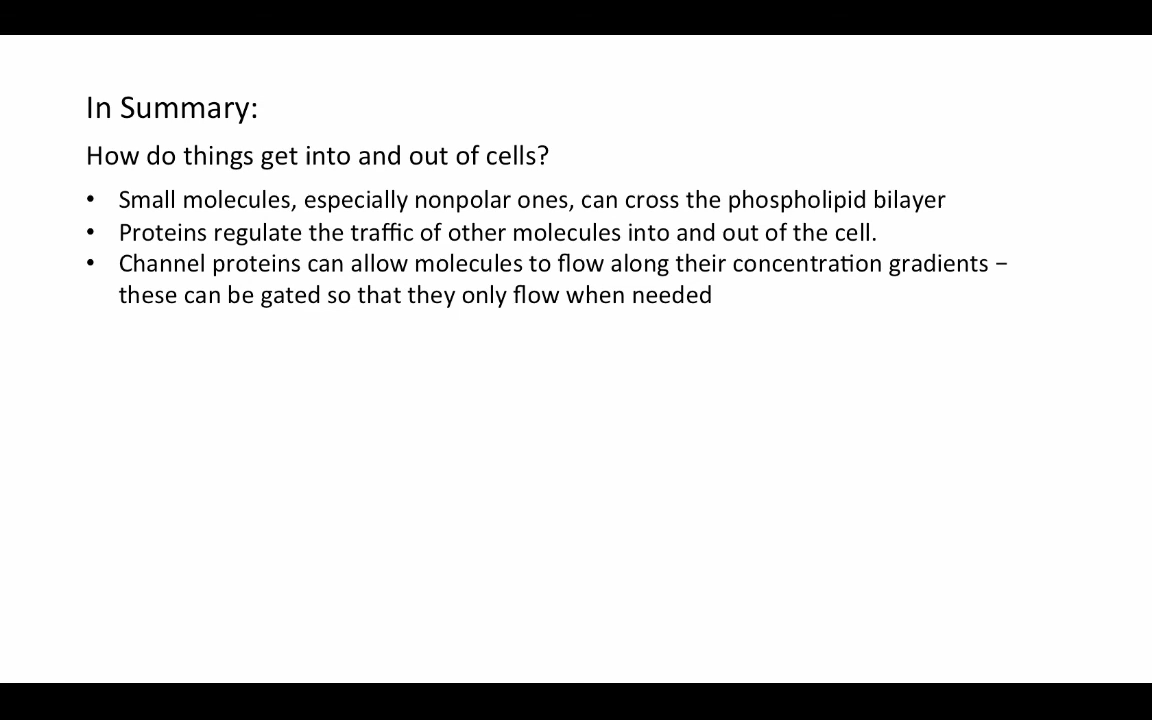 In Summary:
How do things get into and out of cells?
• Small molecules, especially nonpolar ones, can cross the phospholipid bilayer
• Proteins regulate the traffic of other molecules into and out of the cell.
• Channel proteins can allow molecules to flow along their concentration gradients –
these can be gated so that they only flow when needed